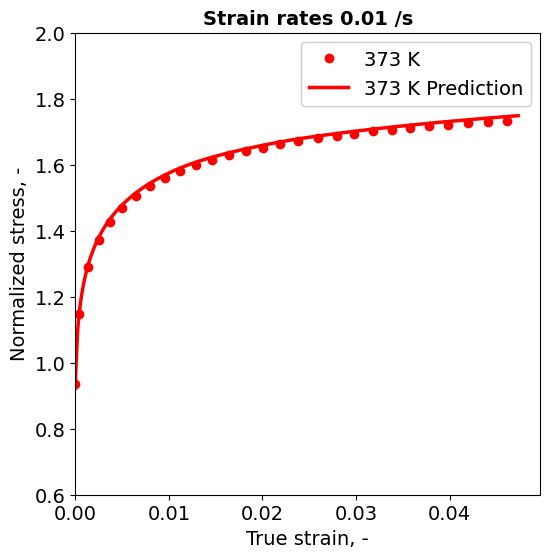 Strain rates 0.01 /s
373 K
373 K Prediction
Normalized stress, -
2.0
1.8
1.6
1.4
1.2
1.0
0.8
0.6
0.00 0.01 0.02 0.03 0.04
True strain, -